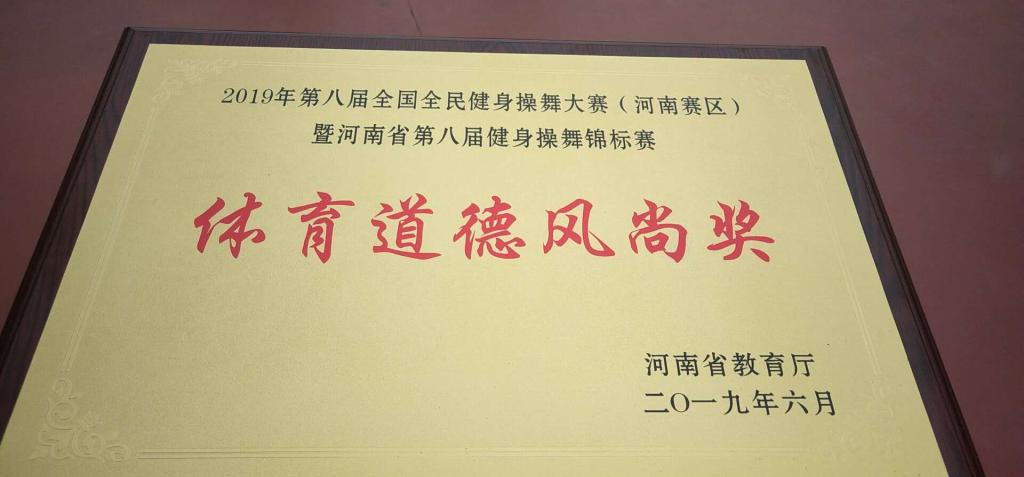 2019年第八届全国全民健身操舞大赛（河南赛区）
暨河南省第八届健身操舞锦标赛
体育道德风尚奖
河南省教育厅
二〇一九年六月